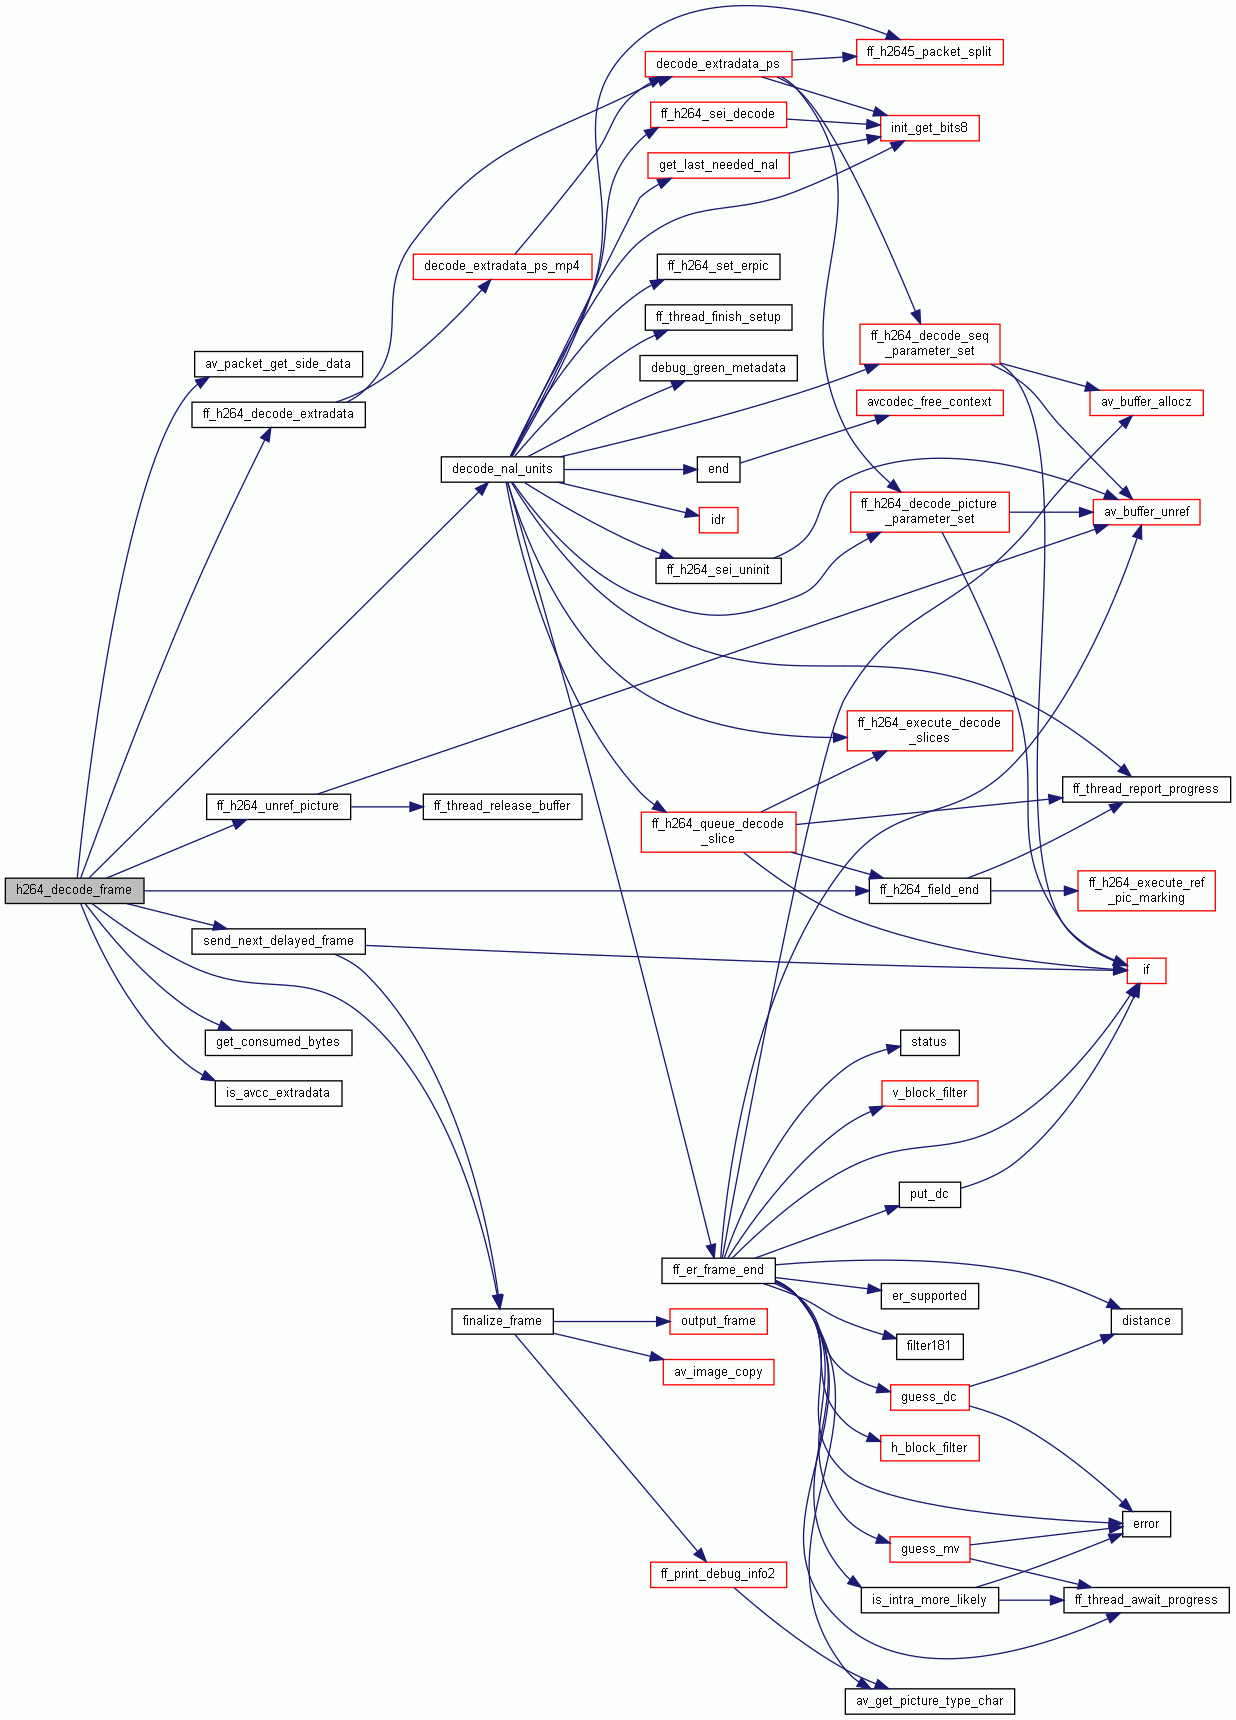 ff_h2645_packet_split
decode_extradata_ps
ff_h264_sei_decode
init_get_bits8
get_last_needed_nal
decode_extradata_ps_mp4
ff_h264_set_erpic
ff_thread_finish_setup
ff_h264_decode_seq
_parameter_set
av_packet_get_side_data
debug_green_metadata
ff_h264_decode_extradata
avcodec_free_context
av_buffer_allocz
decode_nal_units
end
ff_h264_decode_picture
_parameter_set
av_buffer_unref
idr
ff_h264_sei_uninit
ff_h264_execute_decode
_slices
ff_thread_report_progress
ff_h264_unref_picture
ff_thread_release_buffer
ff_h264_queue_decode
_slice
h264_decode_frame
ff_h264_field_end
ff_h264_execute_ref
_pic_marking
send_next_delayed_frame
if
get_consumed_bytes
status
is_avcc_extradata
v_block_filter
put_dc
ff_er_frame_end
er_supported
finalize_frame
output_frame
distance
filter181
av_image_copy
guess_dc
h_block_filter
error
guess_mv
ff_print_debug_info2
is_intra_more_likely
ff_thread_await_progress
av_get_picture_type_char